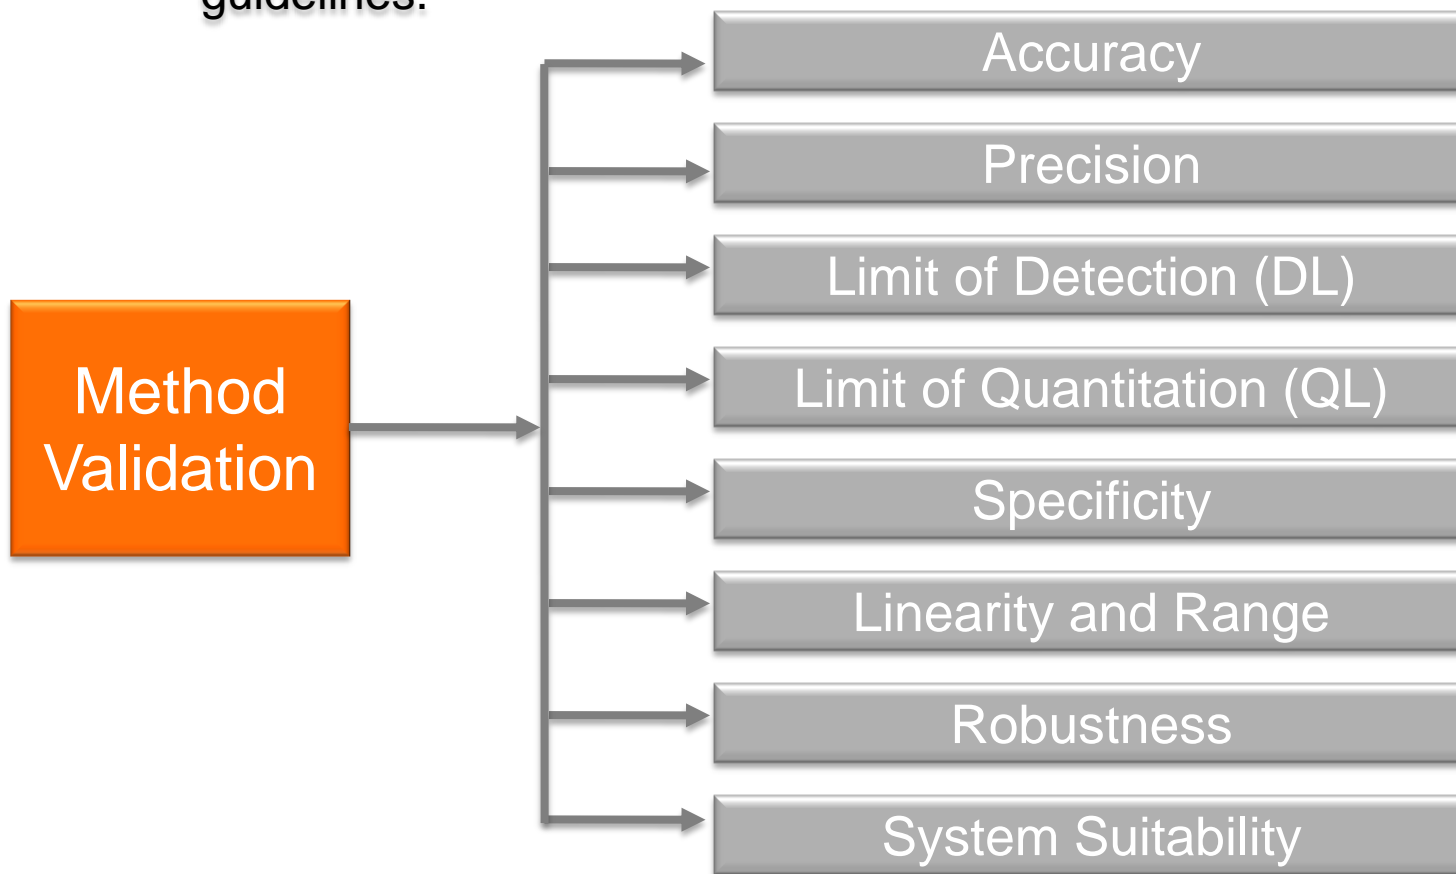 guidelines.
Accuracy
Precision
Limit of Detection (DL)
Limit of Quantitation (QL)
Method
Validation
Specificity
Linearity and Range
Robustness
System Suitability